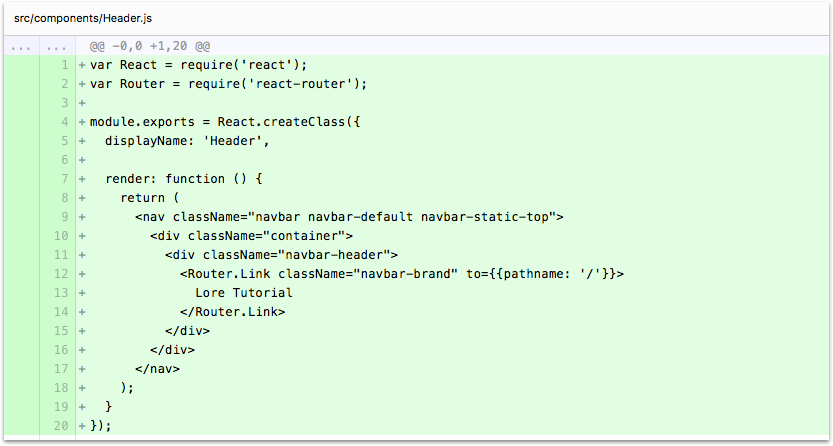 src/components/Header.js
... ... @@ -0,0 +1,20 @@
1 +var React = require('react');
2 +var Router = require('react-router');
3 +
4 +module.exports = React.createClass({
5 +  displayName: 'Header',
6 +
7 +  render: function () {
8 +    return (
9 +      <nav className="navbar navbar-default navbar-static-top">
10 +        <div className="container">
11 +          <div className="navbar-header">
12 +            <Router.Link className="navbar-brand" to={{pathname: '/'}}>
13 +              Lore Tutorial
14 +            </Router.Link>
15 +          </div>
16 +        </div>
17 +      </nav>
18 +    );
19 +  }
20 +});